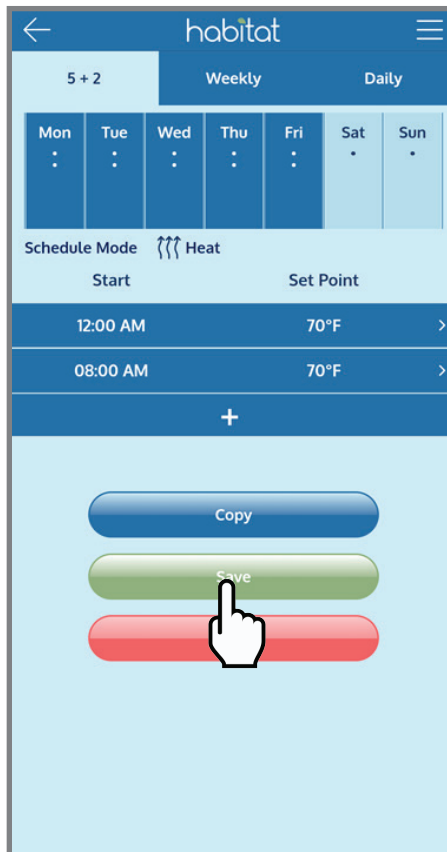 habitat
5 + 2 Weekly Daily
Mon Tue Wed Thu Fri Sat Sun
Schedule Mode Heat
Start Set Point
12:00 AM 70°F >
08:00 AM 70°F >
+
Copy
Save